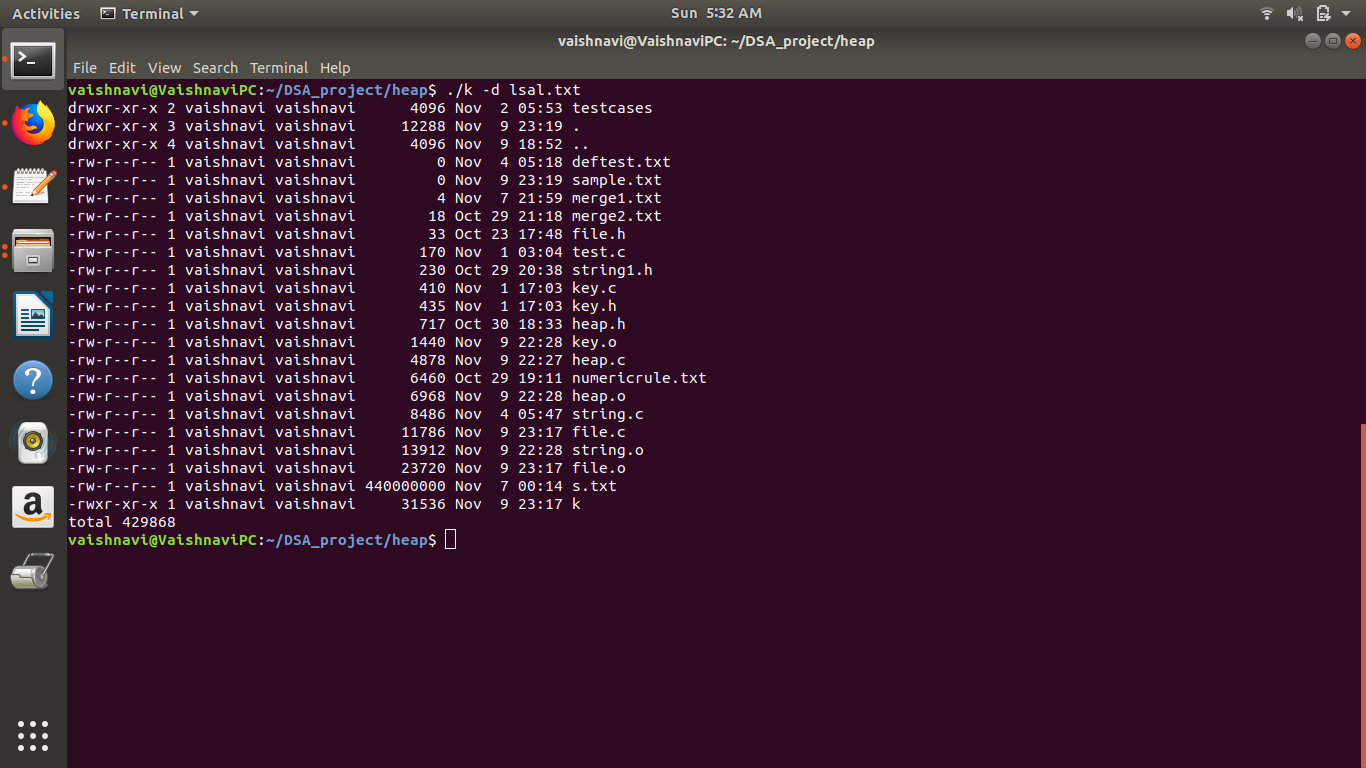 Activities Terminal Sun 5:32 AM
vaishnavi@VaishnaviPC: ~/DSA_project/heap
File Edit View Search Terminal Help
vaishnavi@VaishnaviPC:~/DSA_project/heap$ ./k -d lsal.txt
drwxr-xr-x 2 vaishnavi vaishnavi      4096 Nov  2 05:53 testcases
drwxr-xr-x 3 vaishnavi vaishnavi     12288 Nov  9 23:19 .
drwxr-xr-x 4 vaishnavi vaishnavi      4096 Nov  9 18:52 ..
-rw-r--r-- 1 vaishnavi vaishnavi         0 Nov  4 05:18 deftest.txt
-rw-r--r-- 1 vaishnavi vaishnavi         0 Nov  9 23:19 sample.txt
-rw-r--r-- 1 vaishnavi vaishnavi         4 Nov  7 21:59 merge1.txt
-rw-r--r-- 1 vaishnavi vaishnavi        18 Oct 29 21:18 merge2.txt
-rw-r--r-- 1 vaishnavi vaishnavi        33 Oct 23 17:48 file.h
-rw-r--r-- 1 vaishnavi vaishnavi       170 Nov  1 03:04 test.c
-rw-r--r-- 1 vaishnavi vaishnavi       230 Oct 29 20:38 string1.h
-rw-r--r-- 1 vaishnavi vaishnavi       410 Nov  1 17:03 key.c
-rw-r--r-- 1 vaishnavi vaishnavi       435 Nov  1 17:03 key.h
-rw-r--r-- 1 vaishnavi vaishnavi       717 Oct 30 18:33 heap.h
-rw-r--r-- 1 vaishnavi vaishnavi      1440 Nov  9 22:28 key.o
-rw-r--r-- 1 vaishnavi vaishnavi      4878 Nov  9 22:27 heap.c
-rw-r--r-- 1 vaishnavi vaishnavi      6460 Oct 29 19:11 numericrule.txt
-rw-r--r-- 1 vaishnavi vaishnavi      6968 Nov  9 22:28 heap.o
-rw-r--r-- 1 vaishnavi vaishnavi      8486 Nov  4 05:47 string.c
-rw-r--r-- 1 vaishnavi vaishnavi     11786 Nov  9 23:17 file.c
-rw-r--r-- 1 vaishnavi vaishnavi     13912 Nov  9 22:28 string.o
-rw-r--r-- 1 vaishnavi vaishnavi     23720 Nov  9 23:17 file.o
-rw-r--r-- 1 vaishnavi vaishnavi 440000000 Nov  7 00:14 s.txt
-rwxr-xr-x 1 vaishnavi vaishnavi     31536 Nov  9 23:17 k
total 429868
vaishnavi@VaishnaviPC:~/DSA_project/heap$